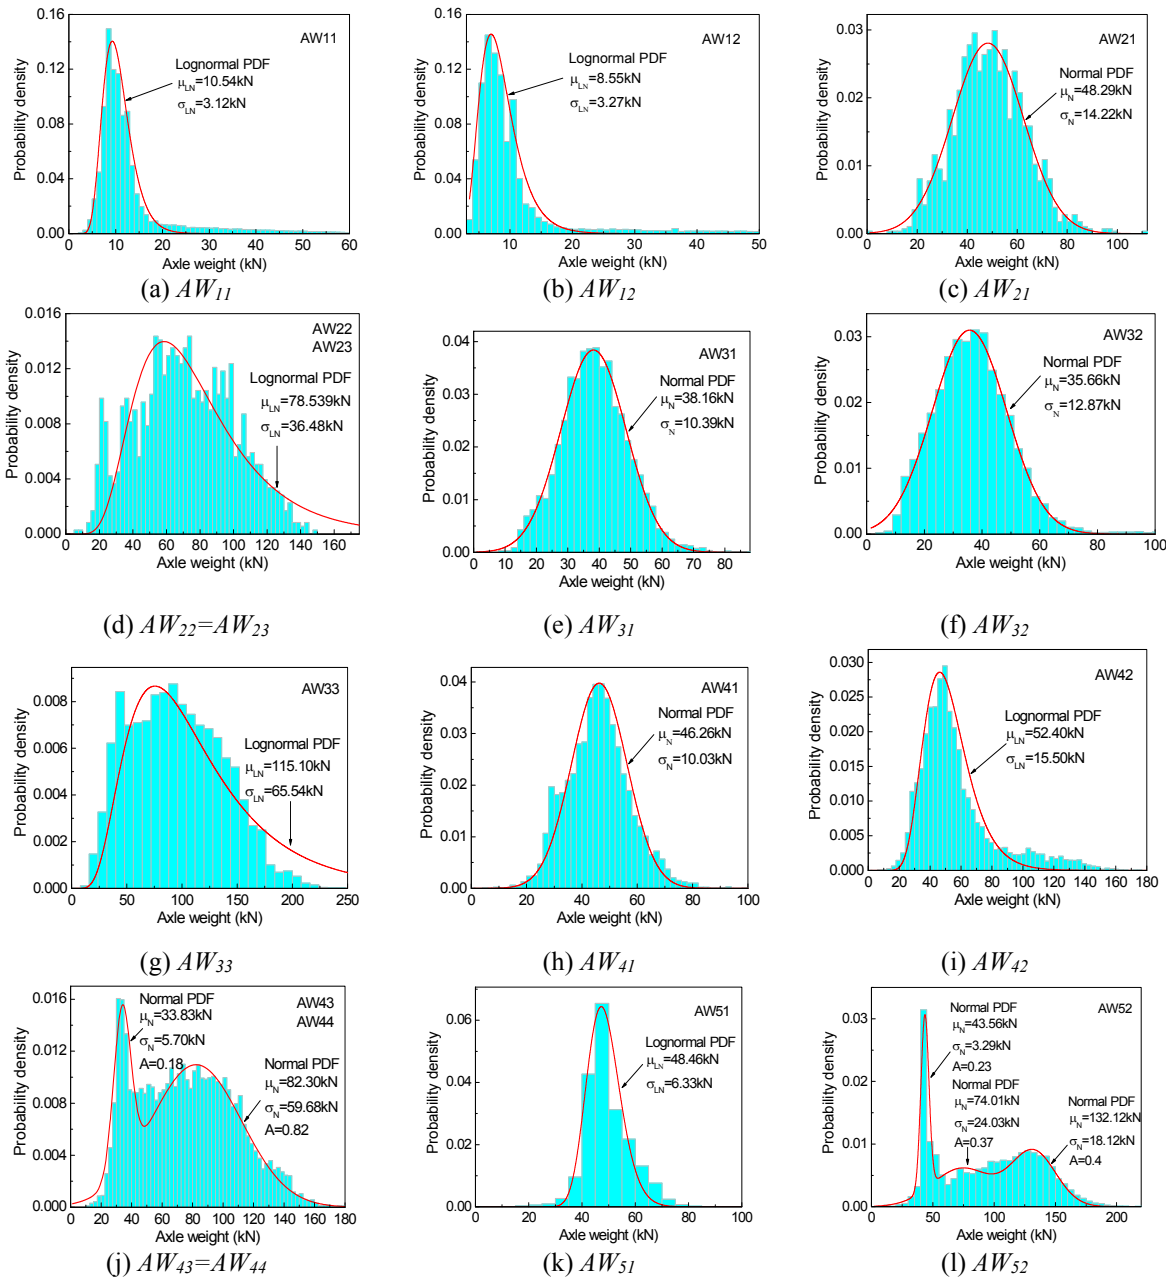 AW11
Lognormal PDF
μLN=10.54kN
σLN=3.12kN
Probability density
0.16
0.12
0.08
0.04
0.00
0 10 20 30 40 50 60
Axle weight (kN)
(a) AW11
AW12
Lognormal PDF
μLN=8.55kN
σLN=3.27kN
Probability density
0.16
0.12
0.08
0.04
0.00
10 20 30 40 50
Axle weight (kN)
(b) AW12
AW21
Normal PDF
μN=48.29kN
σN=14.22kN
Probability density
0.03
0.02
0.01
0.00
0 20 40 60 80 100
Axle weight (kN)
(c) AW21
AW22
AW23
Lognormal PDF
μLN=78.539kN
σLN=36.48kN
Probability density
0.016
0.012
0.008
0.004
0.000
0 20 40 60 80 100 120 140 160
Axle weight (kN)
(d) AW22=AW23
AW31
Normal PDF
μN=38.16kN
σN=10.39kN
Probability density
0.04
0.03
0.02
0.01
0.00
0 10 20 30 40 50 60 70 80
Axle weight (kN)
(e) AW31
AW32
Normal PDF
μN=35.66kN
σN=12.87kN
Probability density
0.03
0.02
0.01
0.00
20 40 60 80 100
Axle weight (kN)
(f) AW32
AW33
Lognormal PDF
μLN=115.10kN
σLN=65.54kN
Probability density
0.008
0.006
0.004
0.002
0.000
0 50 100 150 200 250
Axle weight (kN)
(g) AW33
AW41
Normal PDF
μN=46.26kN
σN=10.03kN
Probability density
0.04
0.03
0.02
0.01
0.00
0 20 40 60 80 100
Axle weight (kN)
(h) AW41
AW42
Lognormal PDF
μLN=52.40kN
σLN=15.50kN
Probability density
0.030
0.025
0.020
0.015
0.010
0.005
0.000
0 20 40 60 80 100 120 140 160 180
Axle weight (kN)
(i) AW42
AW43
AW44
Normal PDF
μN=33.83kN
σN=5.70kN
A=0.18
Normal PDF
μN=82.30kN
σN=59.68kN
A=0.82
Probability density
0.016
0.012
0.008
0.004
0.000
0 20 40 60 80 100 120 140 160 180
Axle weight (kN)
(j) AW43=AW44
AW51
Lognormal PDF
μLN=48.46kN
σLN=6.33kN
Probability density
0.06
0.04
0.02
0.00
0 20 40 60 80 100
Axle weight (kN)
(k) AW51
AW52
Normal PDF
μN=43.56kN
σN=3.29kN
A=0.23
Normal PDF
μN=74.01kN
σN=24.03kN
A=0.37
Normal PDF
μN=132.12kN
σN=18.12kN
A=0.4
Probability density
0.03
0.02
0.01
0.00
0 50 100 150 200
Axle weight (kN)
(l) AW52